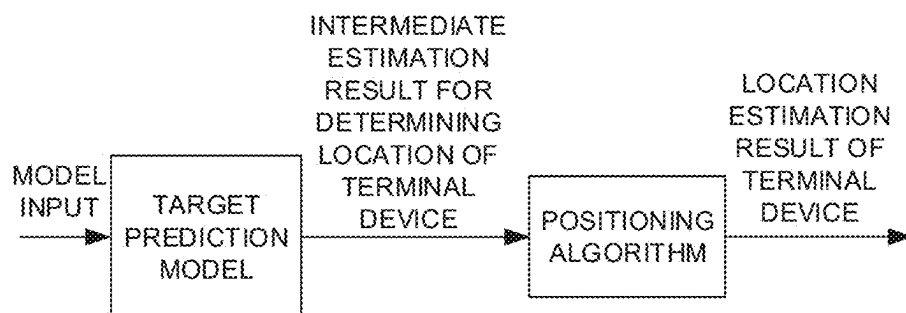 MODEL
INPUT
TARGET
PREDICTION
MODEL
INTERMEDIATE
ESTIMATION
RESULT FOR
DETERMINING
LOCATION OF
TERMINAL
DEVICE
POSITIONING
ALGORITHM
LOCATION
ESTIMATION
RESULT OF
TERMINAL
DEVICE